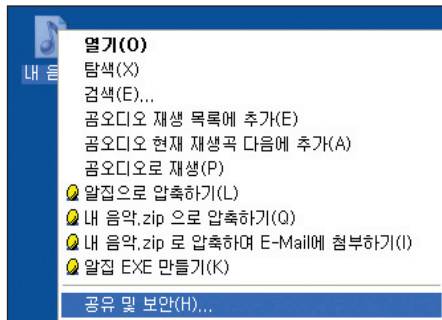 내 음
열기(O)
탐색(X)
검색(E)...
곰오디오 재생 목록에 추가(E)
곰오디오 현재 재생곡 다음에 추가(A)
곰오디오로 재생(P)
알집으로 압축하기(L)
내 음악.zip 으로 압축하기(Q)
내 음악.zip 로 압축하며 E-Mail에 첨부하기(I)
알집 EXE 만들기(K)
공유 및 보안(H)...